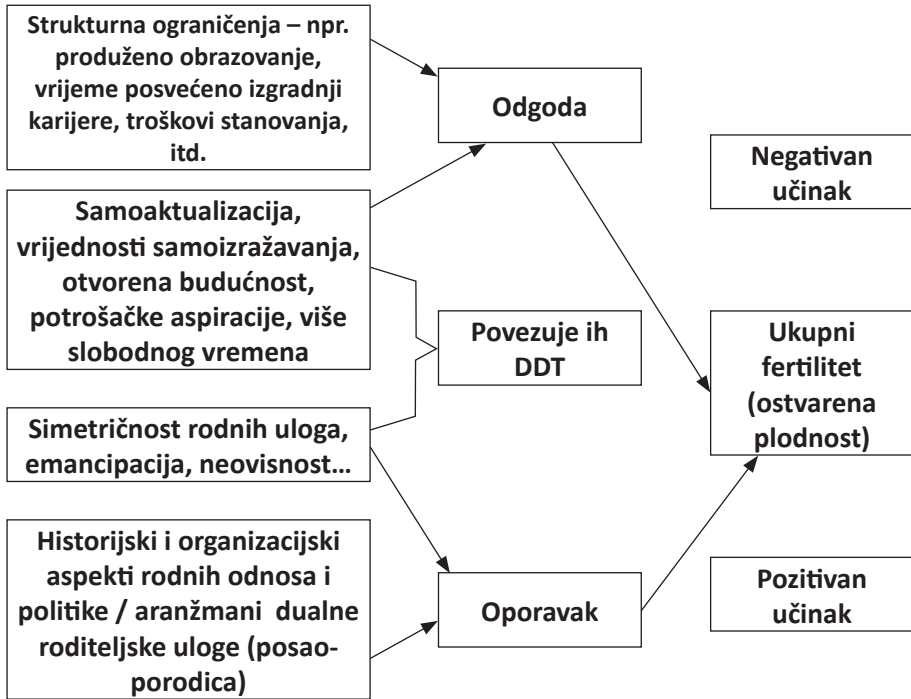 Strukturna ograničenja – npr.
produženo obrazovanje,
vrijeme posvećeno izgradnji
karijere, troškovi stanovanja,
itd.
Samoaktualizacija,
vrijednosti samoizražavanja,
otvorena budućnost,
potrošačke aspiracije, više
slobodnog vremena
Simetričnost rodnih uloga,
emancipacija, neovisnost...
Historijski i organizacijski
aspekti rodnih odnosa i
politike / aranžmani dualne
roditeljske uloge (posao-
porodica)
Odgoda
Povezuje ih
DDT
Oporavak
Negativan
učinak
Ukupni
fertilitet
(ostvarena
plodnost)
Pozitivan
učinak